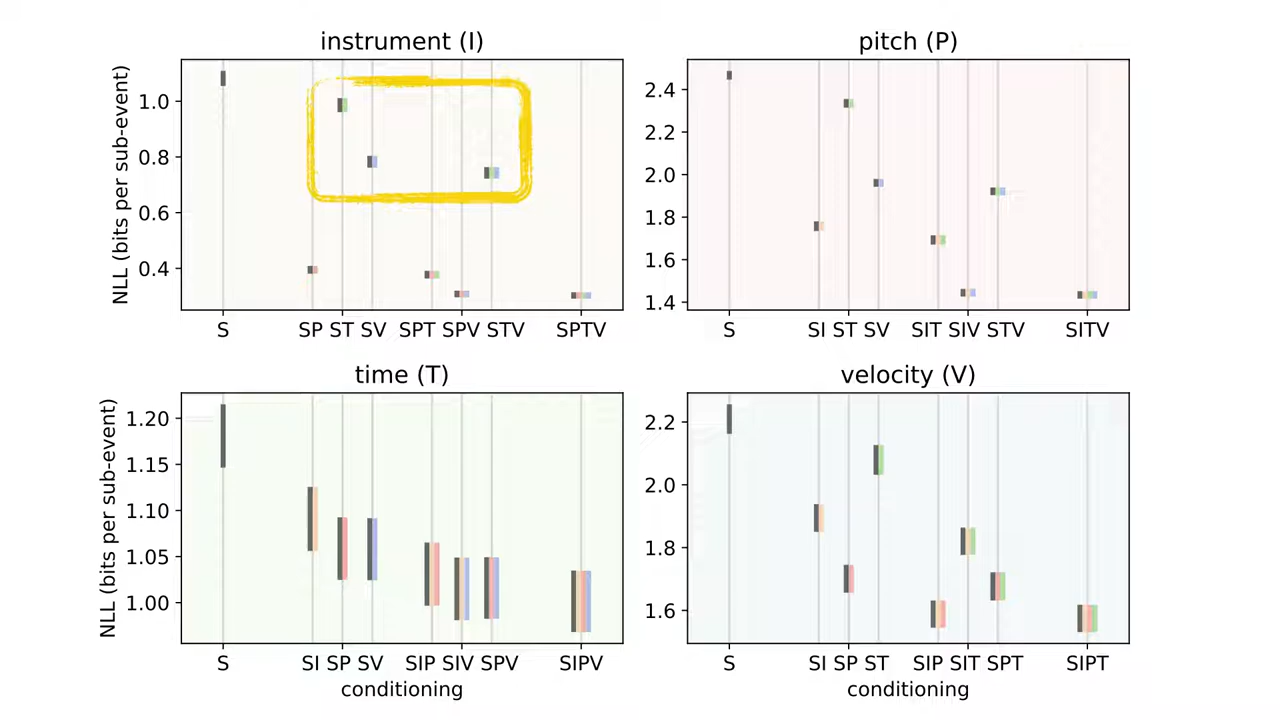 instrument (I)
pitch (P)
NLL (bits per sub-event)
1.0
0.8
0.6
0.4
S SP ST SV SPT SPV STV SPTV
2.4
2.2
2.0
1.8
1.6
1.4
S SI ST SV SIT SIV STV SITV
time (T)
velocity (V)
NLL (bits per sub-event)
1.20
1.15
1.10
1.05
1.00
S SI SP SV SIP SIV SPV SIPV
conditioning
2.2
2.0
1.8
1.6
S SI SP ST SIP SIT SPT SIPT
conditioning